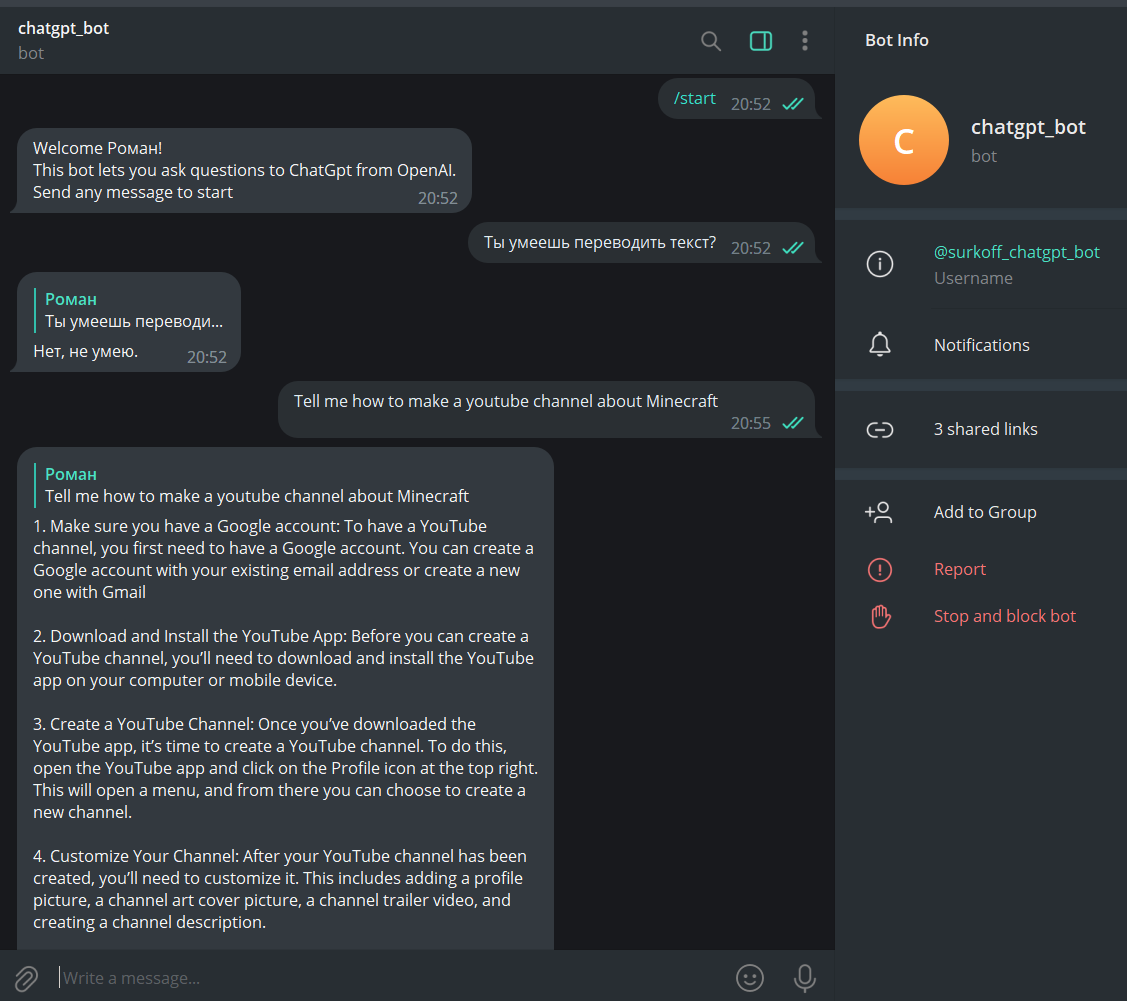 chatgpt_bot
bot
/start 20:52
Welcome Роман!
This bot lets you ask questions to ChatGpt from OpenAI.
Send any message to start
20:52
Ты умеешь переводить текст? 20:52
Роман
Ты умеешь переводи...
Нет, не умею. 20:52
Tell me how to make a youtube channel about Minecraft
20:55
Роман
Tell me how to make a youtube channel about Minecraft
1. Make sure you have a Google account: To have a YouTube
channel, you first need to have a Google account. You can create a
Google account with your existing email address or create a new
one with Gmail
2. Download and Install the YouTube App: Before you can create a
YouTube channel, you’ll need to download and install the YouTube
app on your computer or mobile device.
3. Create a YouTube Channel: Once you’ve downloaded the
YouTube app, it’s time to create a YouTube channel. To do this,
open the YouTube app and click on the Profile icon at the top right.
This will open a menu, and from there you can choose to create a
new channel.
4. Customize Your Channel: After your YouTube channel has been
created, you’ll need to customize it. This includes adding a profile
picture, a channel art cover picture, a channel trailer video, and
creating a channel description.
Write a message...
Bot Info
C
chatgpt_bot
bot
@surkoff_chatgpt_bot
Username
Notifications
3 shared links
Add to Group
Report
Stop and block bot